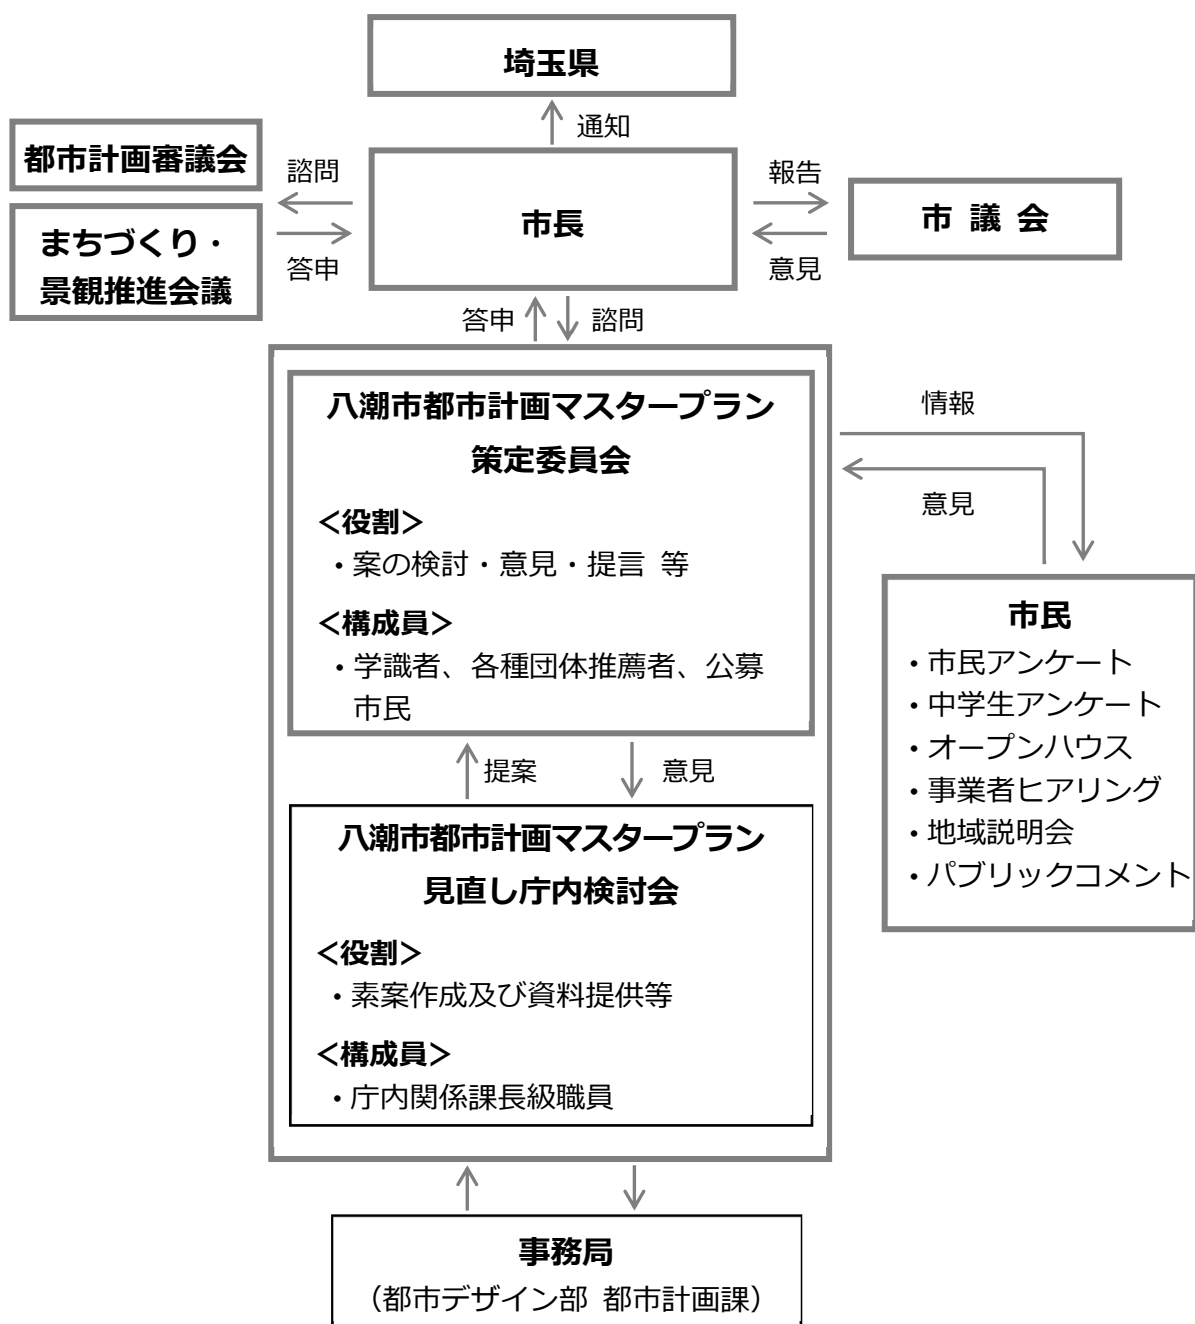 埼玉県
通知
都市計画審議会
まちづくり・
景観推進会議
諮問
答申
市長
報告
意見
市 議 会
答申
諮問
八潮市都市計画マスタープラン
策定委員会
＜役割＞
・案の検討・意見・提言 等
＜構成員＞
・学識者、各種団体推薦者、公募
市民
情報
意見
市民
・市民アンケート
・中学生アンケート
・オープンハウス
・事業者ヒアリング
・地域説明会
・パブリックコメント
提案
意見
八潮市都市計画マスタープラン
見直し庁内検討会
＜役割＞
・素案作成及び資料提供等
＜構成員＞
・庁内関係課長級職員
事務局
（都市デザイン部 都市計画課）